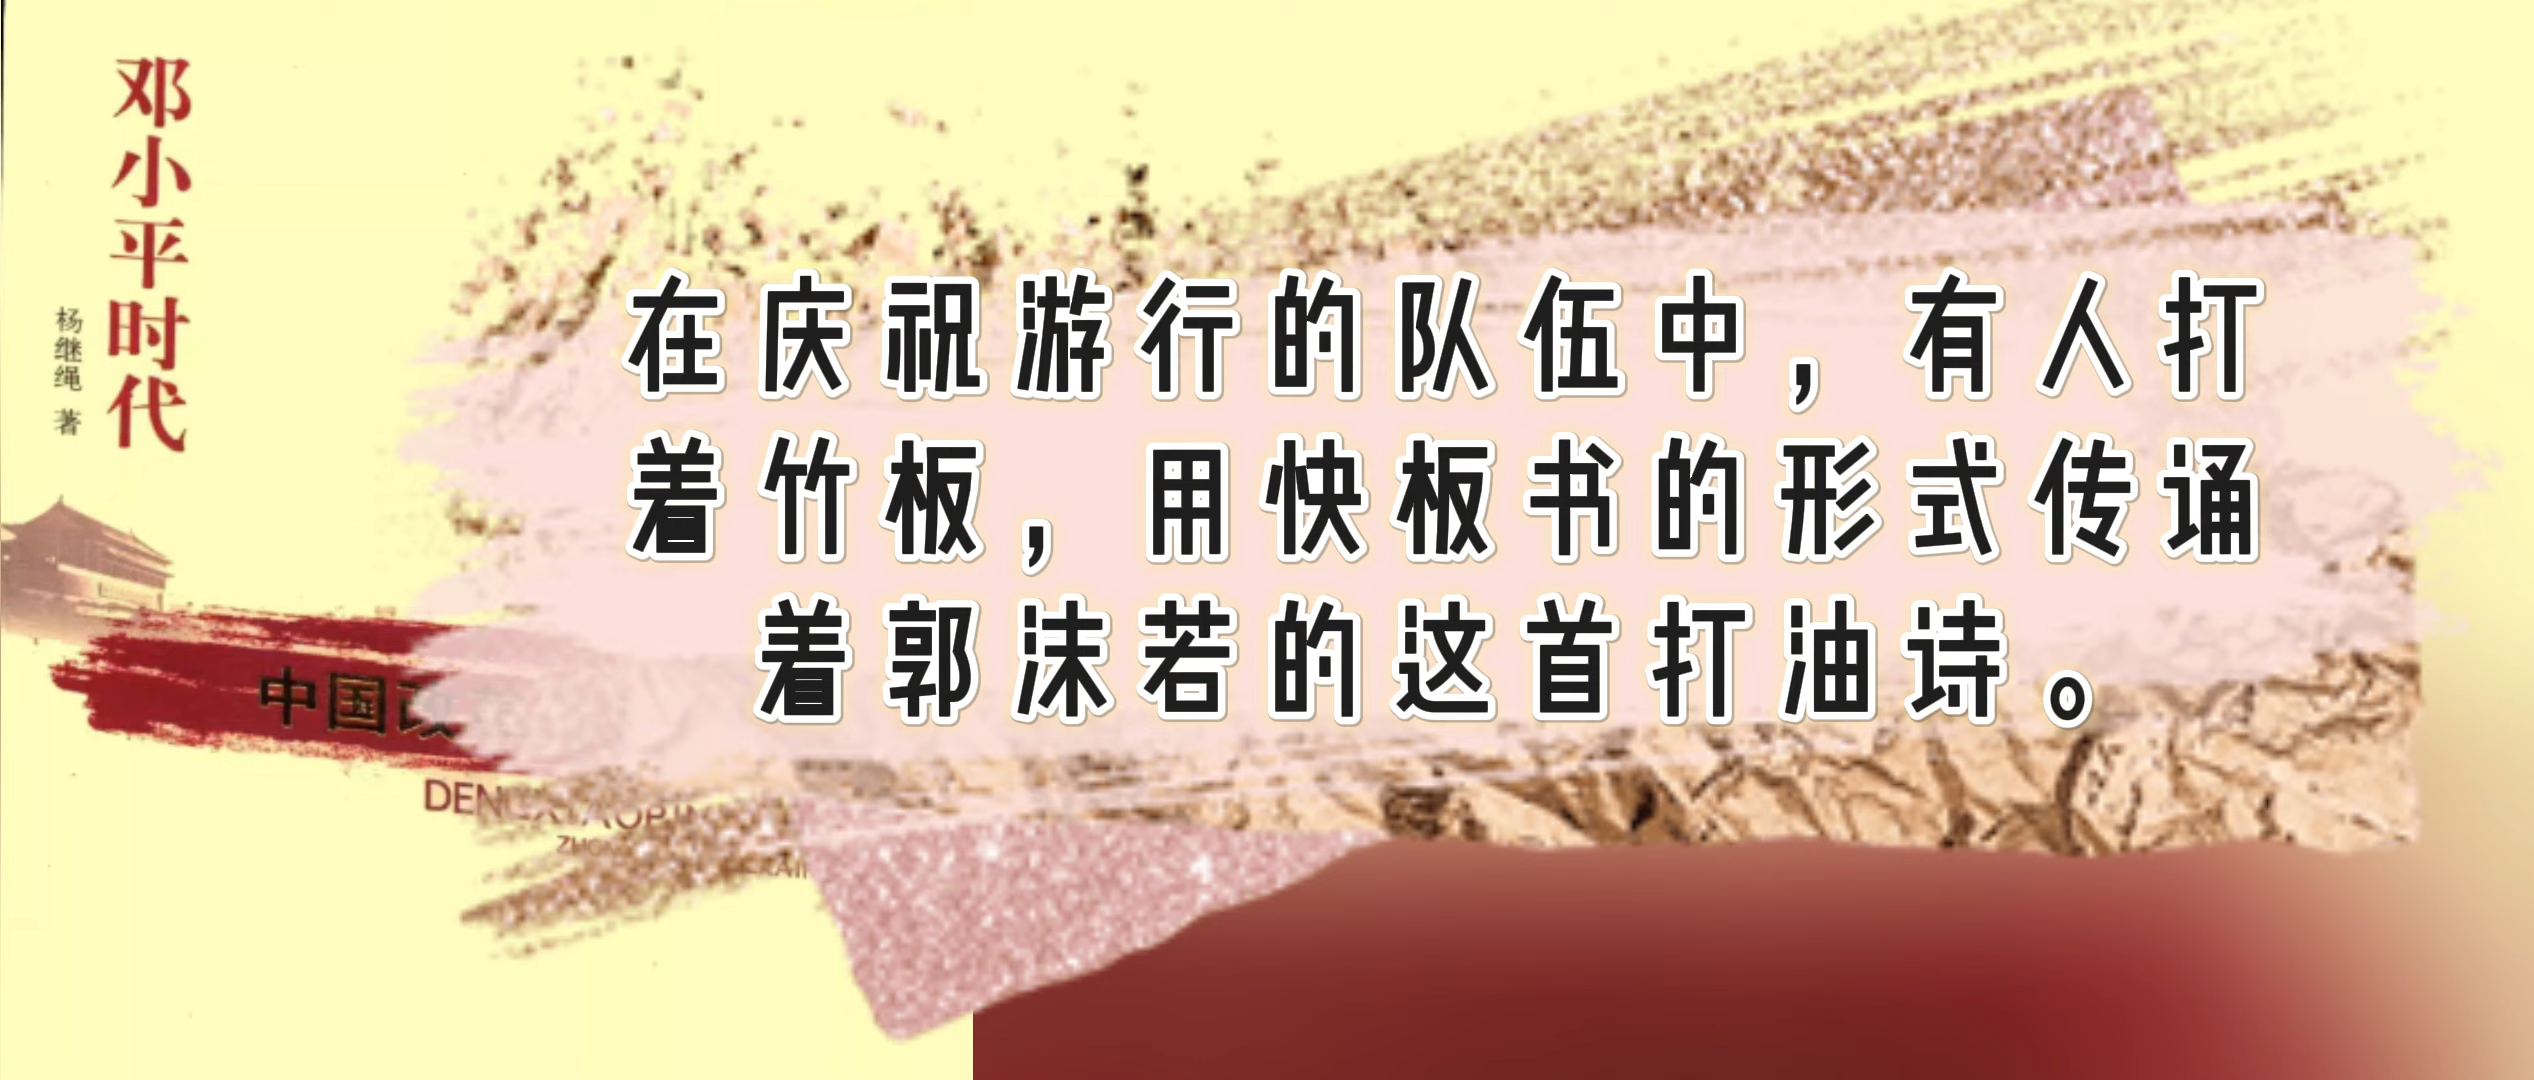 邓小平时代
杨继绳 著
在庆祝游行的队伍中，有人打
着竹板，用快板书的形式传诵
着郭沫若的这首打油诗。
中国